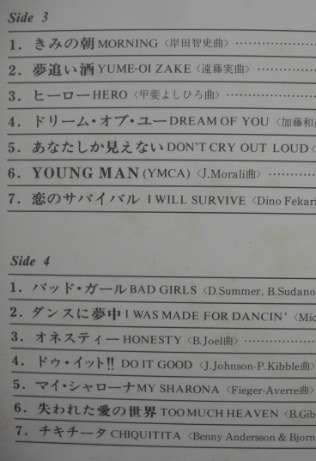 Side 3
1. きみの朝 MORNING〈岸田智史曲〉…………
2. 夢追い酒 YUME-OI ZAKE〈遠藤実曲〉………
3. ヒーロー HERO〈甲斐よしひろ曲〉…………
4. ドリーム・オブ・ユー DREAM OF YOU〈加藤和
5. あなたしか見えない DON'T CRY OUT LOUD〈
6. YOUNG MAN (YMCA)〈J.Morali曲〉…………
7. 恋のサバイバル I WILL SURVIVE〈Dino Fekari
Side 4
1. バッド・ガール BAD GIRLS〈D.Summer, B.Sudano
2. ダンスに夢中 I WAS MADE FOR DANCIN'〈Mic
3. オネスティー HONESTY〈B.Joel曲〉…………
4. ドゥ・イット!! DO IT GOOD〈J.Johnson-P.Kibble曲〉
5. マイ・シャローナ MY SHARONA〈Fieger-Averre曲〉
6. 失われた愛の世界 TOO MUCH HEAVEN〈B.Gib
7. チキチータ CHIQUITITA〈Benny Andersson & Bjorn